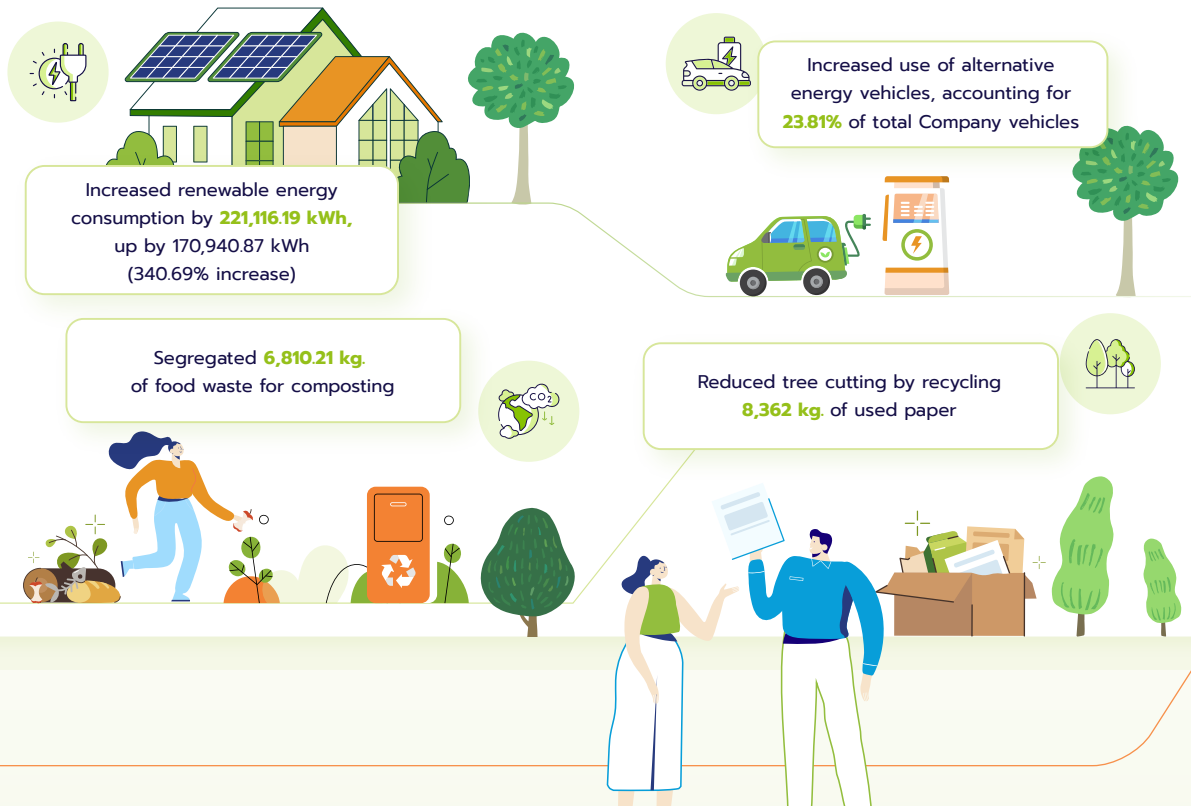 Increased renewable energy
consumption by 221,116.19 kWh,
up by 170,940.87 kWh
(340.69% increase)
Increased use of alternative
energy vehicles, accounting for
23.81% of total Company vehicles
Segregated 6,810.21 kg.
of food waste for composting
CO2
Reduced tree cutting by recycling
8,362 kg. of used paper